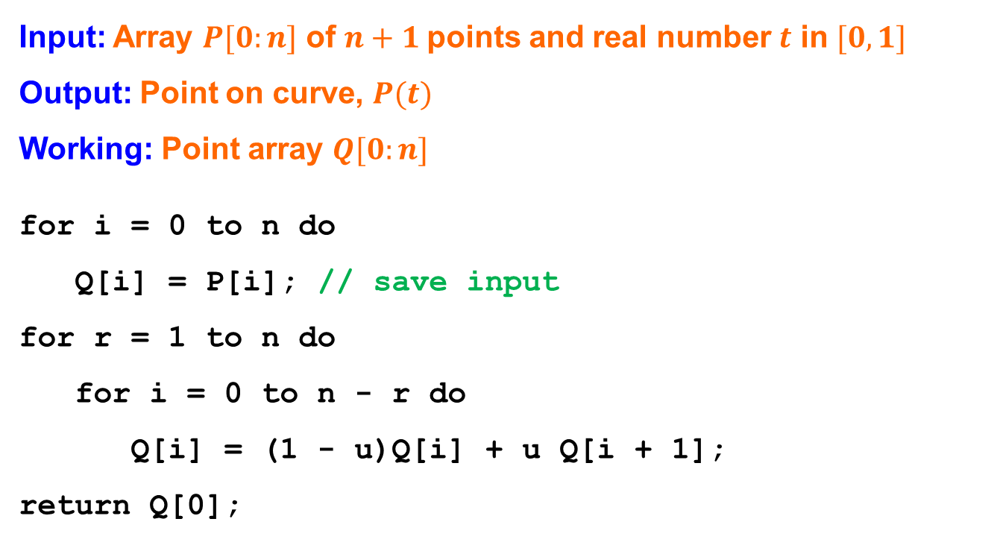 Input: Array P[0:n] of n + 1 points and real number t in [0, 1]
Output: Point on curve, P(t)
Working: Point array Q[0:n]
for i = 0 to n do
Q[i] = P[i]; // save input
for r = 1 to n do
for i = 0 to n - r do
Q[i] = (1 - u)Q[i] + u Q[i + 1];
return Q[0];